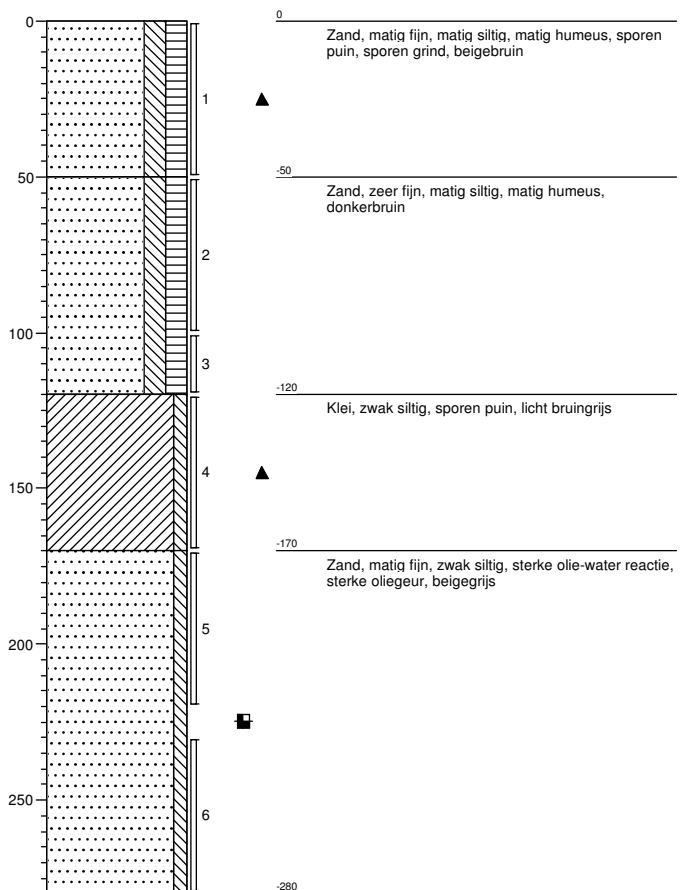 0
0
Zand, matig fijn, matig siltig, matig humeus, sporen
puin, sporen grind, beigebruin
1
50
-50
Zand, zeer fijn, matig siltig, matig humeus,
donkerbruin
2
100
3
-120
Klei, zwak siltig, sporen puin, licht bruingrijs
4
150
-170
Zand, matig fijn, zwak siltig, sterke olie-water reactie,
sterke oliegeur, beigegrijs
5
200
250
6
-280